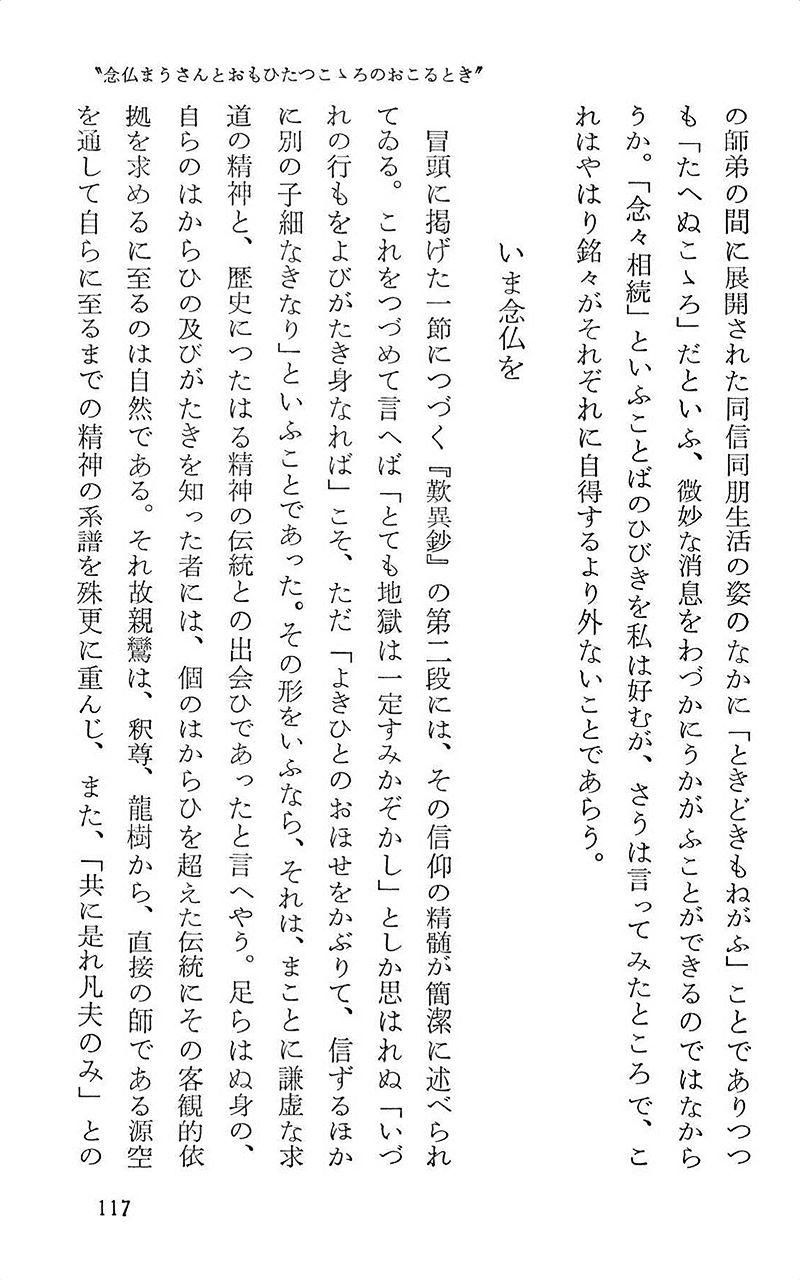 〝念仏まうさんとおもひたつこゝろのおこるとき〟
の師弟の間に展開された同信同朋生活の姿のなかに「ときどきもねがふ」ことでありつつ
も「たへぬこゝろ」だといふ、微妙な消息をわづかにうかがふことができるのではなから
うか。「念々相続」といふことばのひびきを私は好むが、さうは言ってみたところで、こ
れはやはり銘々がそれぞれに自得するより外ないことであらう。
いま念仏を
冒頭に掲げた一節につづく『歎異鈔』の第二段には、その信仰の精髄が簡潔に述べられ
てゐる。これをつづめて言へば「とても地獄は一定すみかぞかし」としか思はれぬ「いづ
れの行もをよびがたき身なれば」こそ、ただ「よきひとのおほせをかぶりて、信ずるほか
に別の子細なきなり」といふことであった。その形をいふなら、それは、まことに謙虚な求
道の精神と、歴史につたはる精神の伝統との出会ひであったと言へやう。足らはぬ身の、
自らのはからひの及びがたきを知った者には、個のはからひを超えた伝統にその客観的依
拠を求めるに至るのは自然である。それ故親鸞は、釈尊、龍樹から、直接の師である源空
を通して自らに至るまでの精神の系譜を殊更に重んじ、また、「共に是れ凡夫のみ」との
117